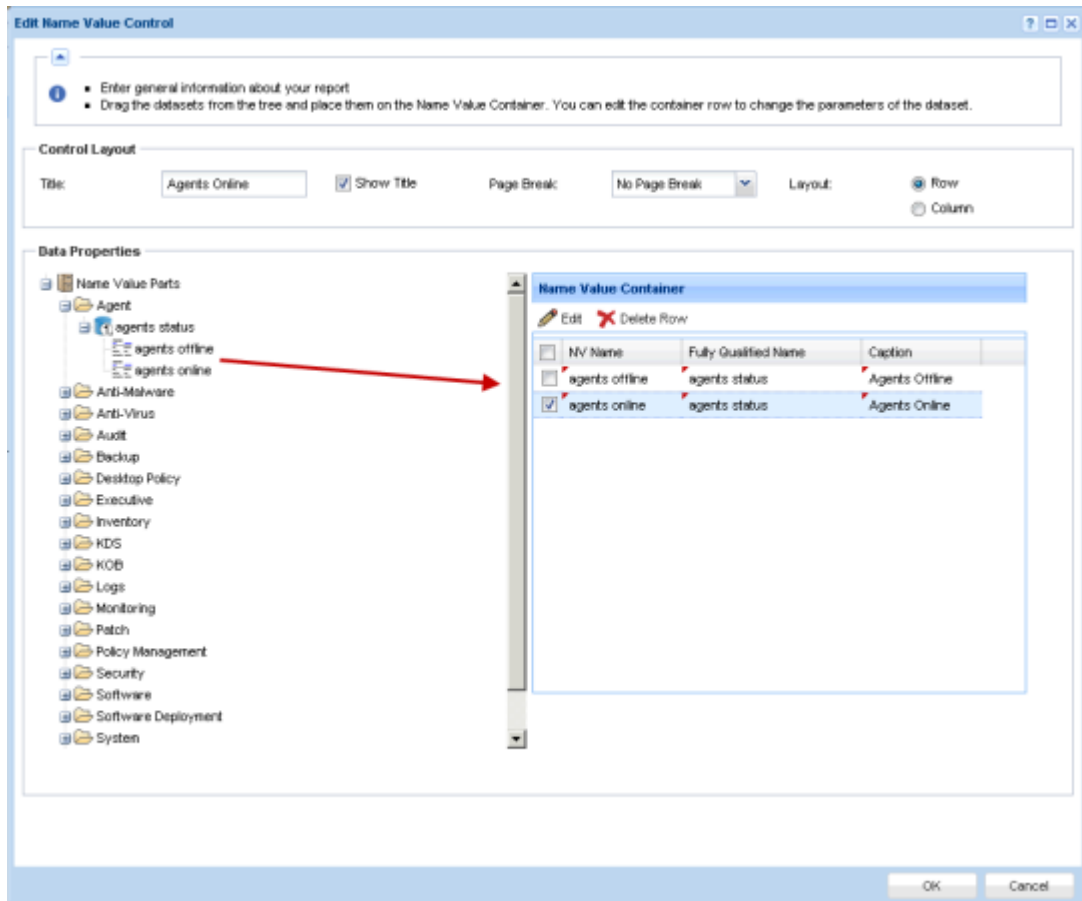 Edit Name Value Control
Enter general information about your report
Drag the datasets from the tree and place them on the Name Value Container. You can edit the container row to change the parameters of the dataset.
Control Layout
Title: Agents Online Show Title Page Break: No Page Break Layout: Row
Column
Data Properties
Name Value Parts
Agent
agents status
agents offline
agents online
Anti-Malware
Anti-Virus
Audit
Backup
Desktop Policy
Executive
Inventory
KDS
KOB
Logs
Monitoring
Patch
Policy Management
Security
Software
Software Deployment
System
Name Value Container
Edit Delete Row
NV Name Fully Qualified Name Caption
agents offline agents status Agents Offline
agents online agents status Agents Online
OK Cancel